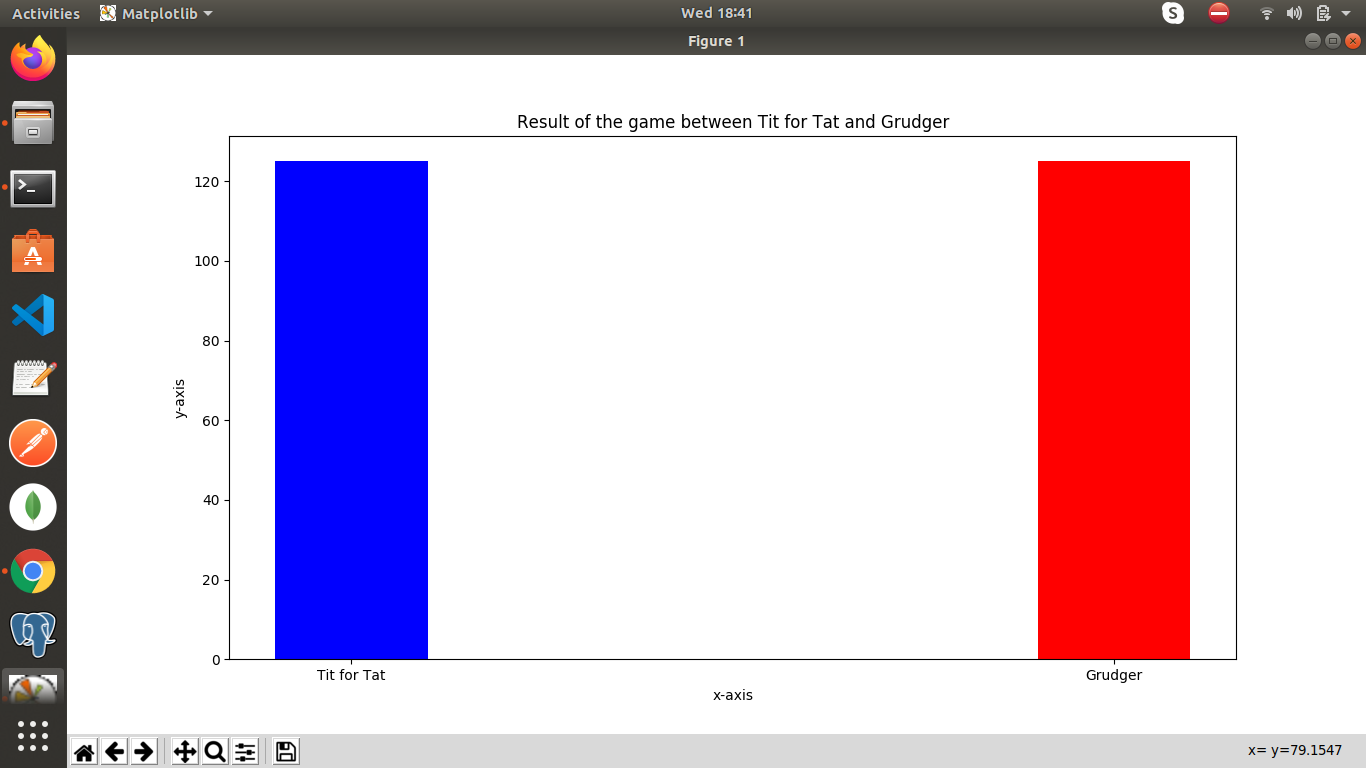 Activities Matplotlib Wed 18:41
Figure 1
Result of the game between Tit for Tat and Grudger
120
100
80
60
40
20
0
y-axis
Tit for Tat Grudger
x-axis
x= y=79.1547